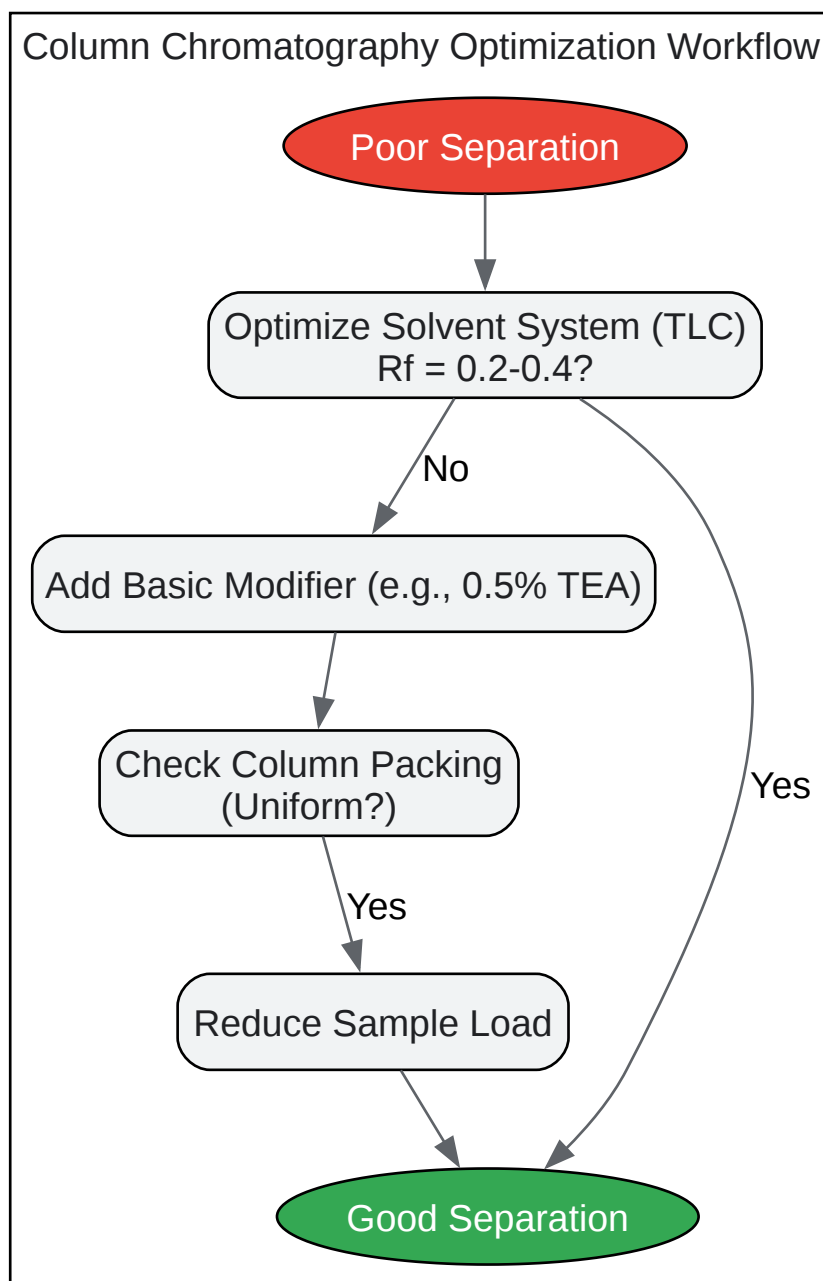 Column Chromatography Optimization Workflow
Poor Separation
Optimize Solvent System (TLC)
Rf = 0.2-0.4?
No
Add Basic Modifier (e.g., 0.5% TEA)
Check Column Packing
(Uniform?)
Yes
Yes
Reduce Sample Load
Good Separation